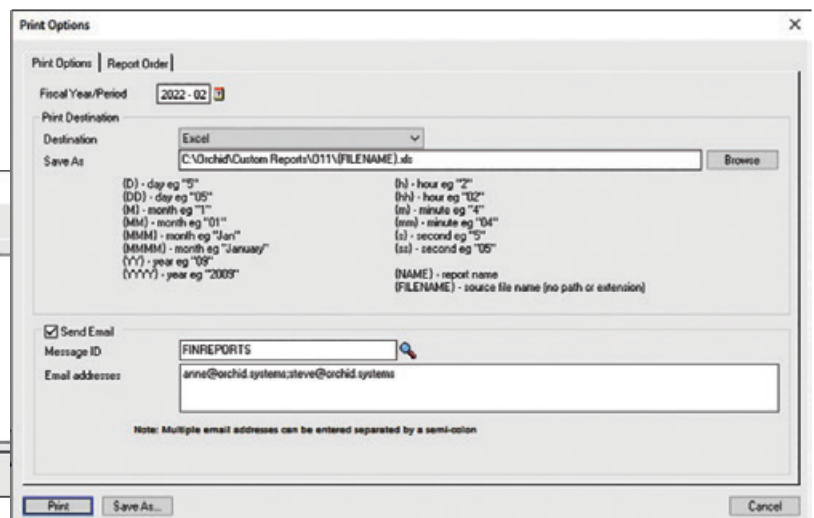 Print Options
Print Options Report Order
Fiscal Year/Period 2022 - 02
Print Destination
Destination Excel
Save As C:\Orchid\Custom Reports\O11\{FILENAME}.xls Browse
{D} - day eg "5" {h} - hour eg "2"
{DD} - day eg "05" {hh} - hour eg "02"
{M} - month eg "1" {m} - minute eg "4"
{MM} - month eg "01" {mm} - minute eg "04"
{MMM} - month eg "Jan" {s} - second eg "5"
{MMMM} - month eg "January" {ss} - second eg "05"
{YY} - year eg "09"
{YYYY} - year eg "2009" {NAME} - report name
{FILENAME} - source file name (no path or extension)
Send Email
Message ID FINREPORTS
Email addresses anne@orchid.systems;steve@orchid.systems
Note: Multiple email addresses can be entered separated by a semi-colon
Print Save As... Cancel